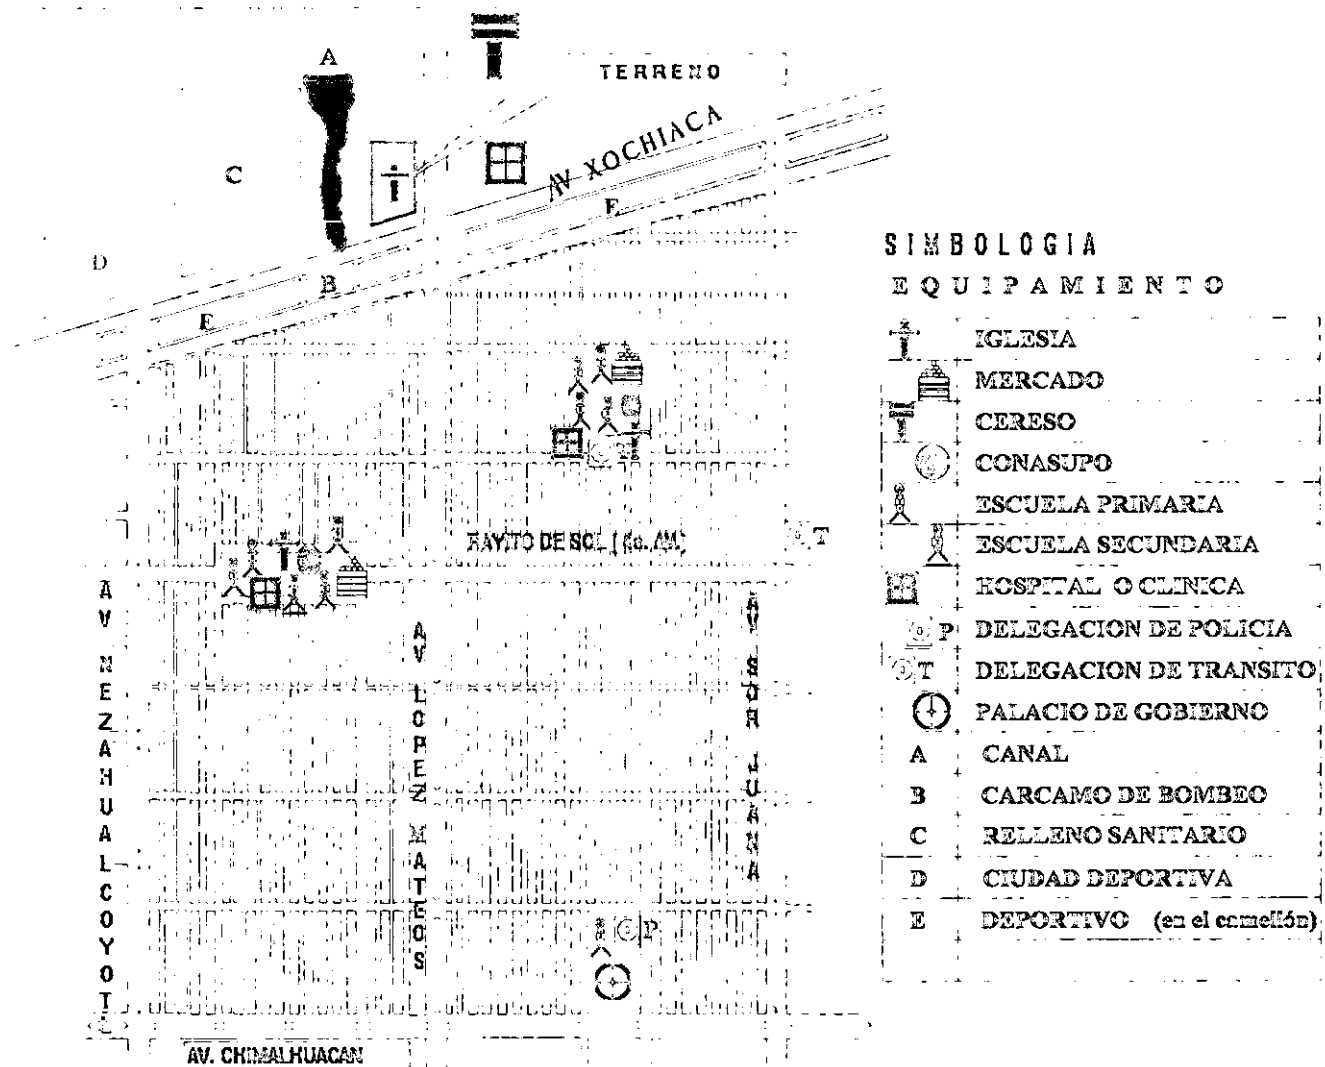 A
TERRENO
AV XOCHIACA
C
E
D
B
E
RAYITO DE SOL (4a. AV.)
T
AV NEZAHUALCOYOTL
AV LOPEZ MATEOS
AV SOR JUANA
P
AV. CHIMALHUACAN
SIMBOLOGIA
EQUIPAMIENTO
IGLESIA
MERCADO
CERESO
CONASUPO
ESCUELA PRIMARIA
ESCUELA SECUNDARIA
HOSPITAL O CLINICA
P DELEGACION DE POLICIA
T DELEGACION DE TRANSITO
PALACIO DE GOBIERNO
A CANAL
B CARCAMO DE BOMBEO
C RELLENO SANITARIO
D CIUDAD DEPORTIVA
E DEPORTIVO (en el camellón)